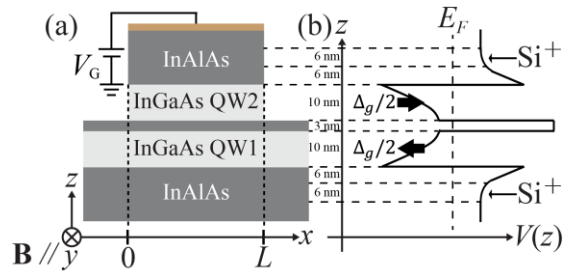 (a)
V_G
InAlAs
InGaAs QW2
InGaAs QW1
InAlAs
z
B // y
0
L
x
(b)
z
E_F
6 nm
6 nm
10 nm
3 nm
10 nm
6 nm
6 nm
Si⁺
Δ_g/2
Δ_g/2
Si⁺
V(z)